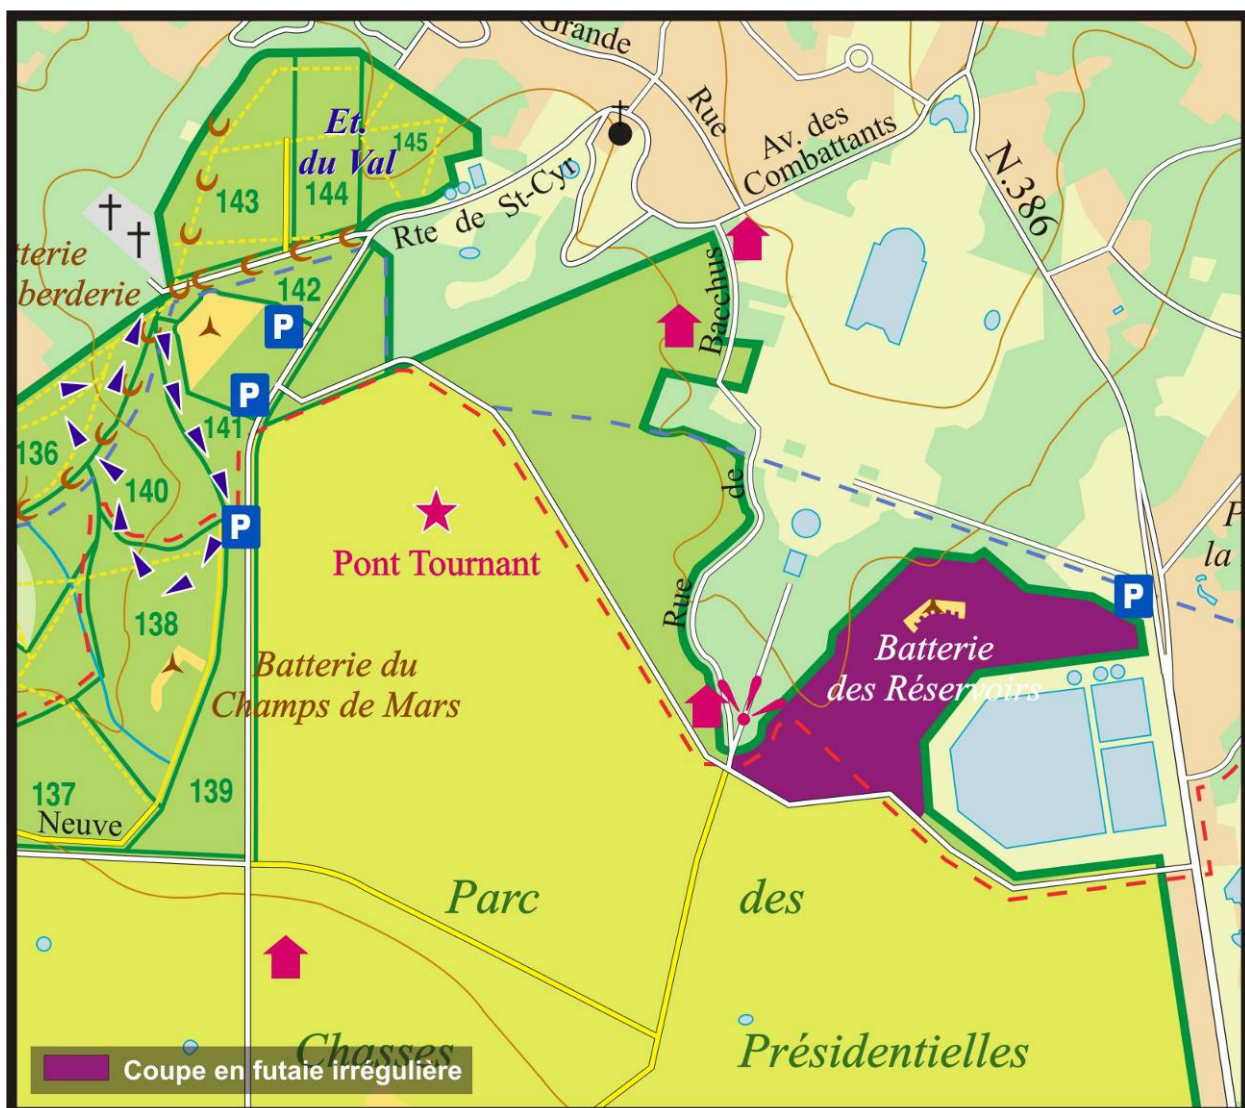 Grande
Rue
Av. des
Combattants
N.386
Et.
du Val
145
144
143
Rte de St-Cyr
tterie
berderie
142
P
Bacchus
P
141
136
140
de
P
Pont Tournant
P
la
P
Rue
138
Batterie
des Réservoirs
Batterie du
Champs de Mars
137
139
Neuve
Parc des
Chasses Présidentielles
Coupe en futaie irrégulière